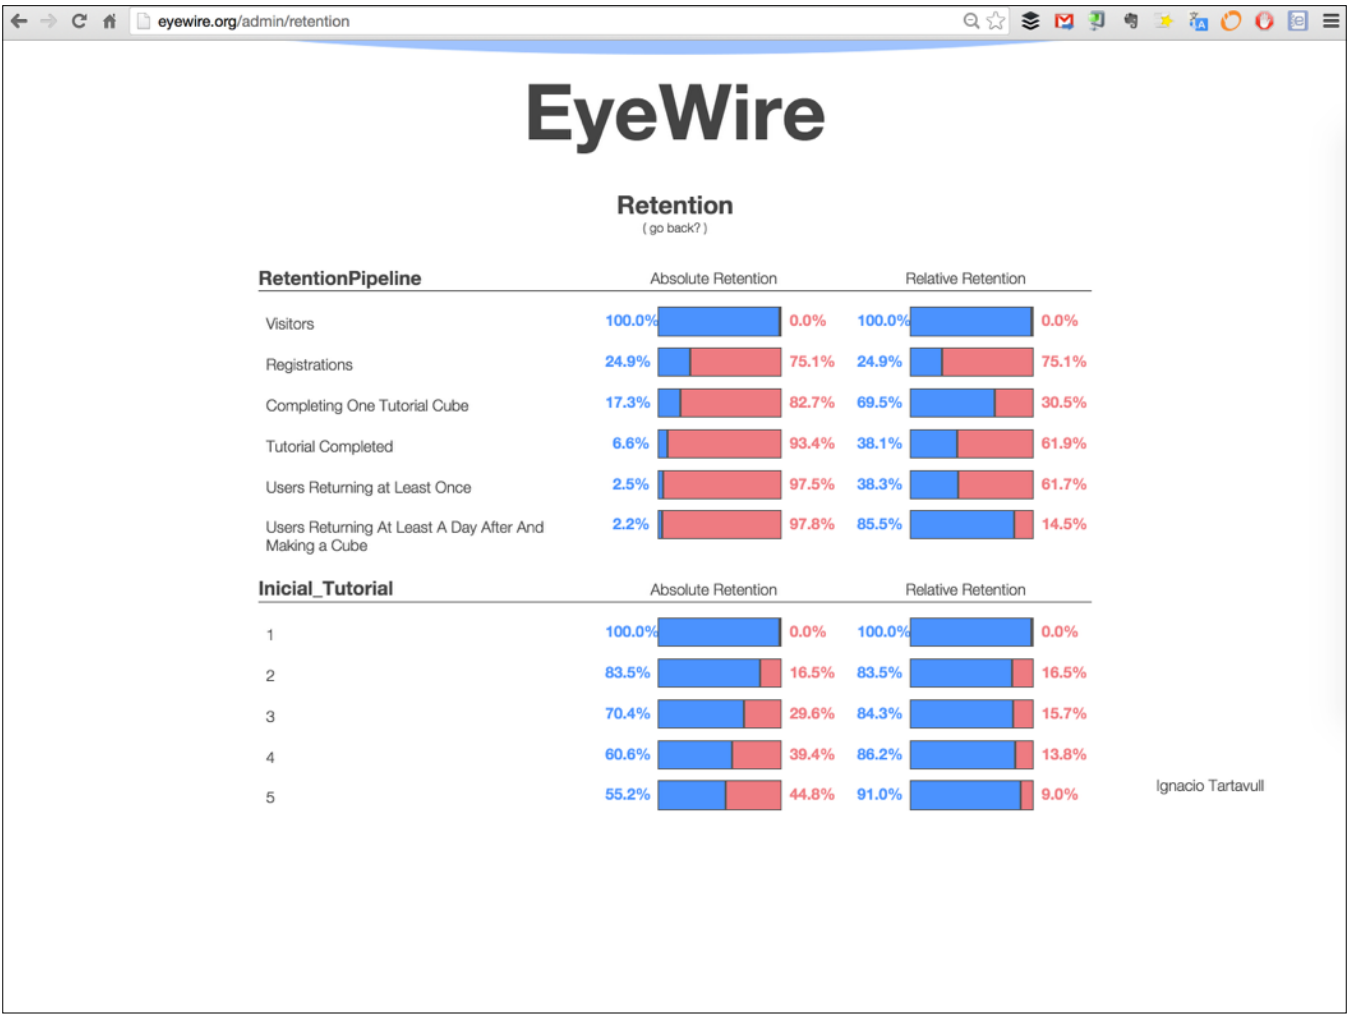 eyewire.org/admin/retention
EyeWire
Retention
( go back? )
RetentionPipeline Absolute Retention Relative Retention
Visitors 100.0% 0.0% 100.0% 0.0%
Registrations 24.9% 75.1% 24.9% 75.1%
Completing One Tutorial Cube 17.3% 82.7% 69.5% 30.5%
Tutorial Completed 6.6% 93.4% 38.1% 61.9%
Users Returning at Least Once 2.5% 97.5% 38.3% 61.7%
Users Returning At Least A Day After And 2.2% 97.8% 85.5% 14.5%
Making a Cube
Inicial_Tutorial Absolute Retention Relative Retention
1 100.0% 0.0% 100.0% 0.0%
2 83.5% 16.5% 83.5% 16.5%
3 70.4% 29.6% 84.3% 15.7%
4 60.6% 39.4% 86.2% 13.8%
5 55.2% 44.8% 91.0% 9.0%
Ignacio Tartavull